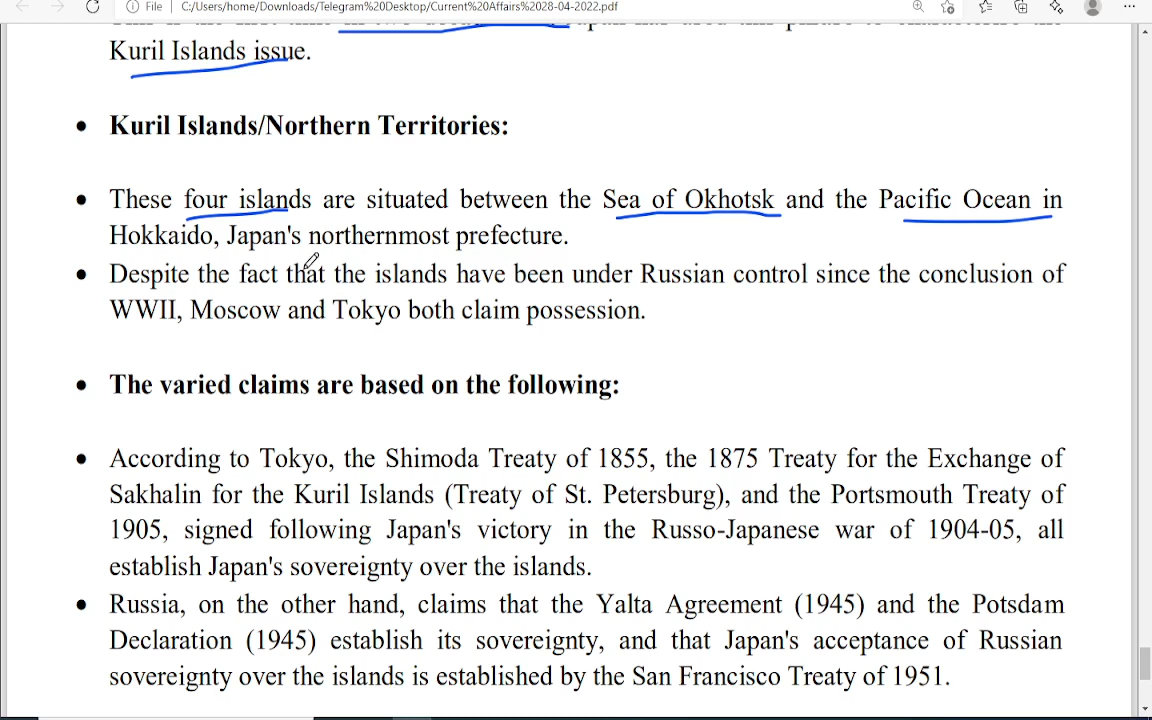 File
C:/Users/home/Downloads/Telegram%20Desktop/Current%20Affairs%2028-04-2022.pdf
Kuril Islands issue.
• Kuril Islands/Northern Territories:
• These four islands are situated between the Sea of Okhotsk and the Pacific Ocean in
Hokkaido, Japan's northernmost prefecture.
• Despite the fact that the islands have been under Russian control since the conclusion of
WWII, Moscow and Tokyo both claim possession.
• The varied claims are based on the following:
• According to Tokyo, the Shimoda Treaty of 1855, the 1875 Treaty for the Exchange of
Sakhalin for the Kuril Islands (Treaty of St. Petersburg), and the Portsmouth Treaty of
1905, signed following Japan's victory in the Russo-Japanese war of 1904-05, all
establish Japan's sovereignty over the islands.
• Russia, on the other hand, claims that the Yalta Agreement (1945) and the Potsdam
Declaration (1945) establish its sovereignty, and that Japan's acceptance of Russian
sovereignty over the islands is established by the San Francisco Treaty of 1951.